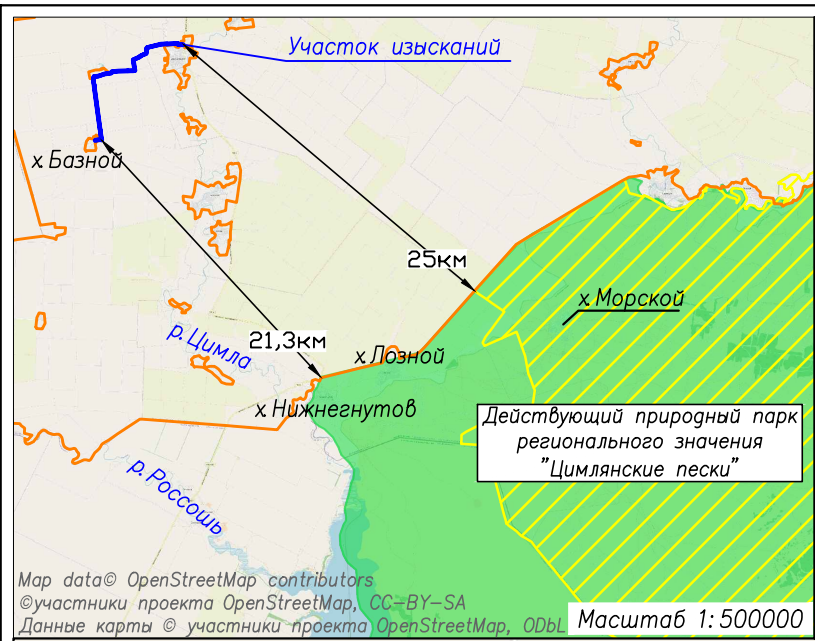 Участок изысканий
х Базной
25км
х.Морской
21,3км
р.Цимла
х Лозной
х Нижнегнутов
Действующий природный парк
регионального значения
"Цимлянские пески"
р.Россошь
Map data© OpenStreetMap contributors
©участники проекта OpenStreetMap, CC-BY-SA
Данные карты © участники проекта OpenStreetMap, ODbL
Масштаб 1:500000